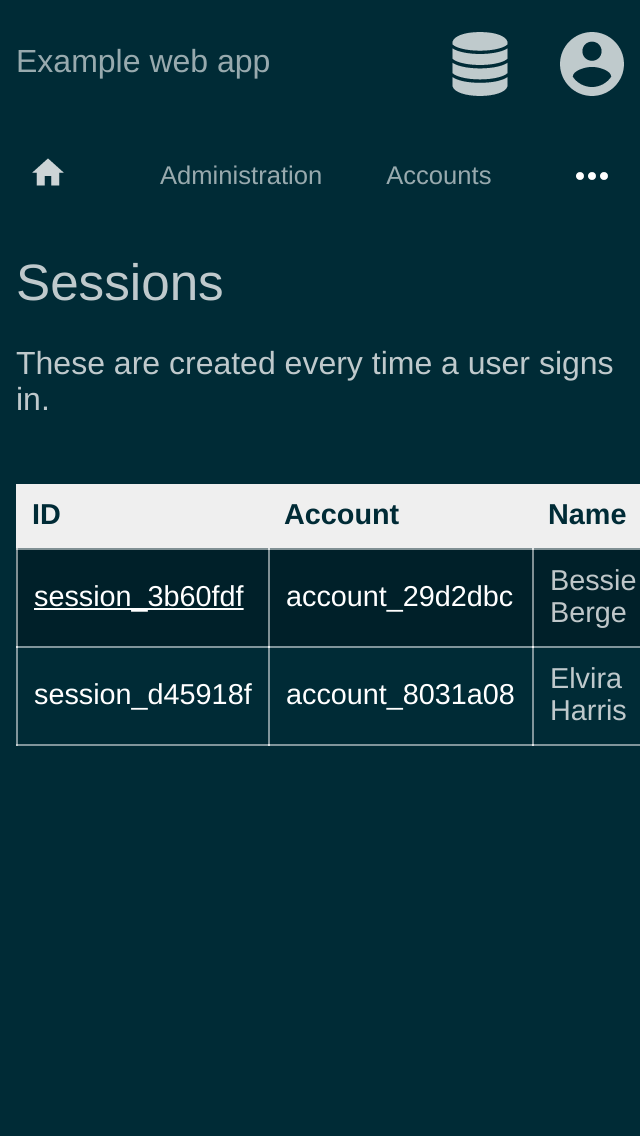 Example web app
Administration Accounts
Sessions
These are created every time a user signs
in.
ID Account Name
session_3b60fdf account_29d2dbc Bessie
Berge
session_d45918f account_8031a08 Elvira
Harris